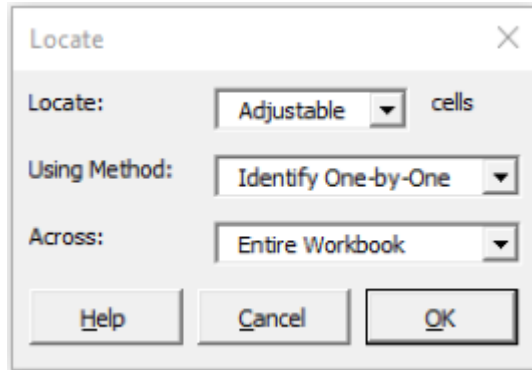 Locate
Locate: Adjustable cells
Using Method: Identify One-by-One
Across: Entire Workbook
Help Cancel OK